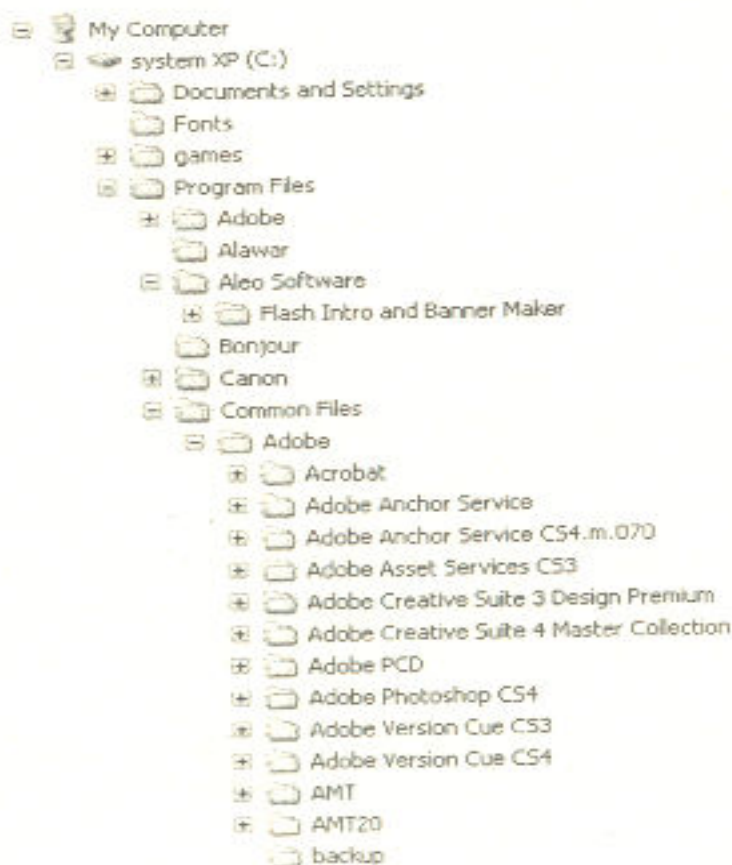 My Computer
system XP (C:)
Documents and Settings
Fonts
games
Program Files
Adobe
Alawar
Aleo Software
Flash Intro and Banner Maker
Bonjour
Canon
Common Files
Adobe
Acrobat
Adobe Anchor Service
Adobe Anchor Service CS4.m.070
Adobe Asset Services CS3
Adobe Creative Suite 3 Design Premium
Adobe Creative Suite 4 Master Collection
Adobe PCD
Adobe Photoshop CS4
Adobe Version Cue CS3
Adobe Version Cue CS4
AMT
AMT20
backup